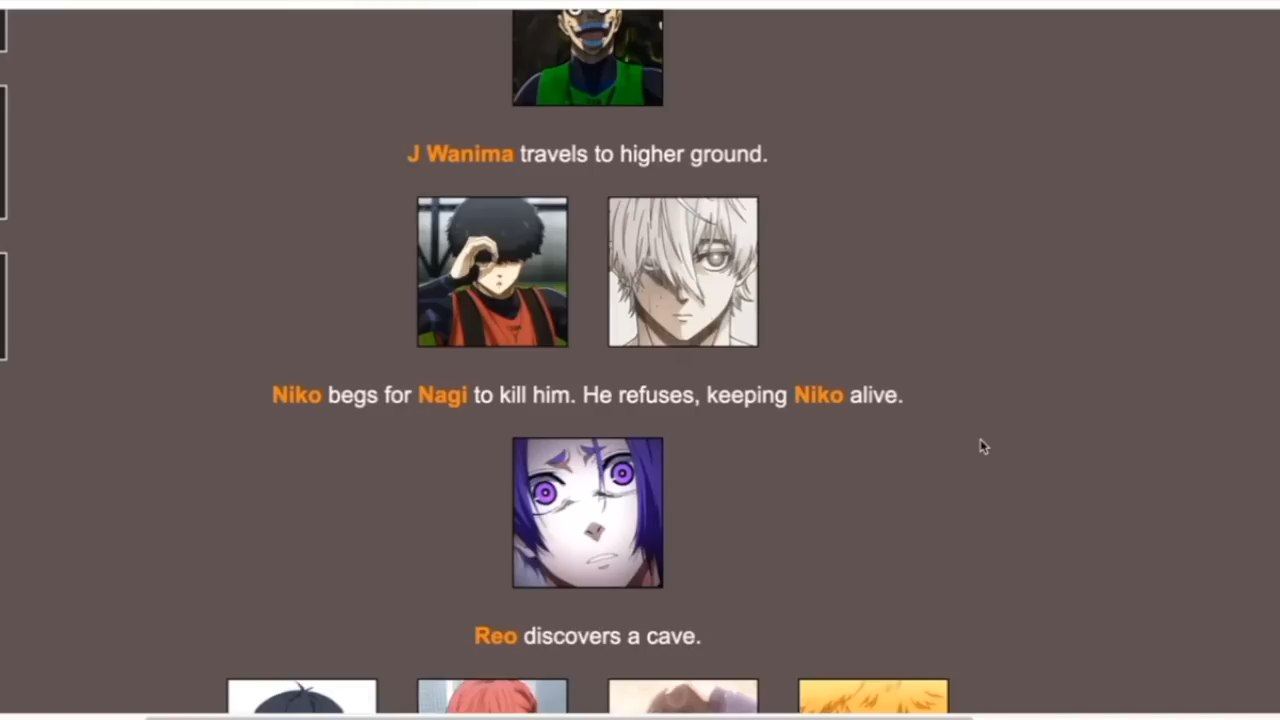 J Wanima travels to higher ground.
Niko begs for Nagi to kill him. He refuses, keeping Niko alive.
Reo discovers a cave.